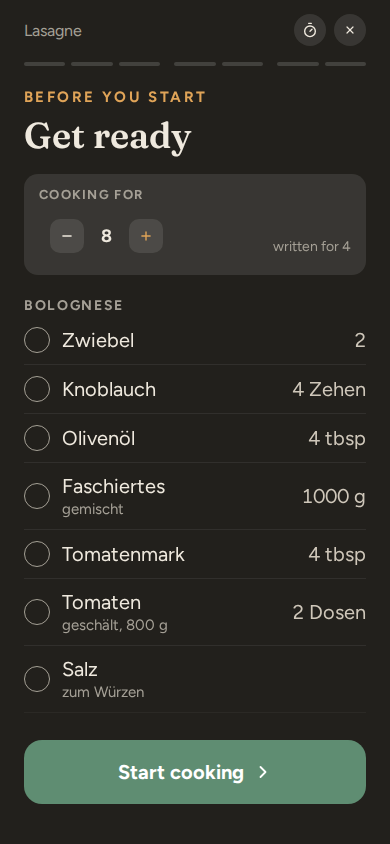 Lasagne
BEFORE YOU START
Get ready
COOKING FOR
− 8 +
written for 4
BOLOGNESE
Zwiebel 2
Knoblauch 4 Zehen
Olivenöl 4 tbsp
Faschiertes 1000 g
gemischt
Tomatenmark 4 tbsp
Tomaten 2 Dosen
geschält, 800 g
Salz
zum Würzen
Start cooking